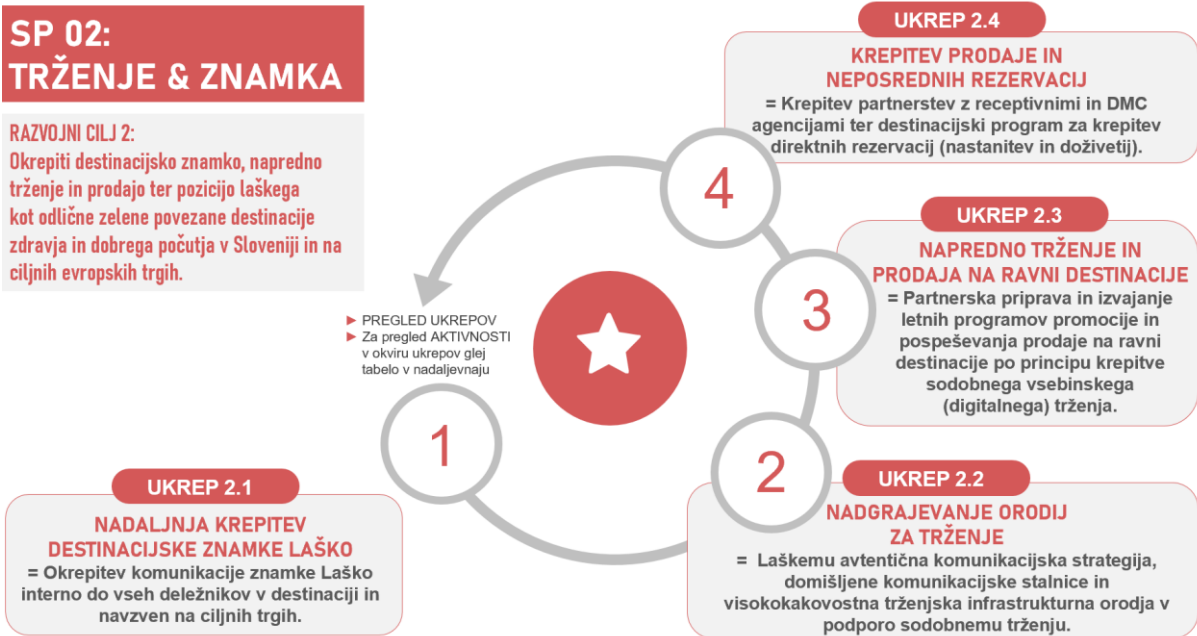 SP 02:
TRŽENJE & ZNAMKA
RAZVOJNI CILJ 2:
Okrepiti destinacijsko znamko, napredno
trženje in prodajo ter pozicijo laškega
kot odlične zelene povezane destinacije
zdravja in dobrega počutja v Sloveniji in na
ciljnih evropskih trgih.
► PREGLED UKREPOV
► Za pregled AKTIVNOSTI
v okviru ukrepov glej
tabelo v nadaljevnaju
1
UKREP 2.1
NADALJNJA KREPITEV
DESTINACIJSKE ZNAMKE LAŠKO
= Okrepitev komunikacije znamke Laško
interno do vseh deležnikov v destinaciji in
navzven na ciljnih trgih.
2
UKREP 2.2
NADGRAJEVANJE ORODIJ
ZA TRŽENJE
= Laškemu avtentična komunikacijska strategija,
domišljene komunikacijske stalnice in
visokokakovostna trženjska infrastrukturna orodja v
podporo sodobnemu trženju.
3
UKREP 2.3
NAPREDNO TRŽENJE IN
PRODAJA NA RAVNI DESTINACIJE
= Partnerska priprava in izvajanje
letnih programov promocije in
pospeševanja prodaje na ravni
destinacije po principu krepitve
sodobnega vsebinskega
(digitalnega) trženja.
4
UKREP 2.4
KREPITEV PRODAJE IN
NEPOSREDNIH REZERVACIJ
= Krepitev partnerstev z receptivnimi in DMC
agencijami ter destinacijski program za krepitev
direktnih rezervacij (nastanitev in doživetij).